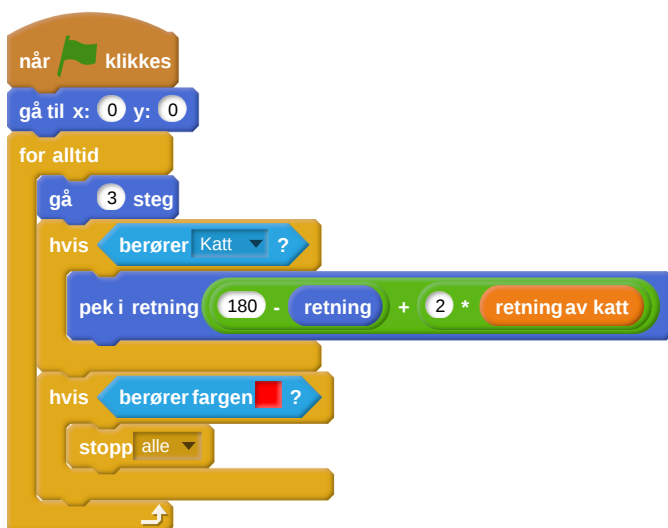 når klikkes
gå til x: 0 y: 0
for alltid
gå 3 steg
hvis berører Katt ?
pek i retning 180 - retning + 2 * retning av katt
hvis berører fargen ?
stopp alle